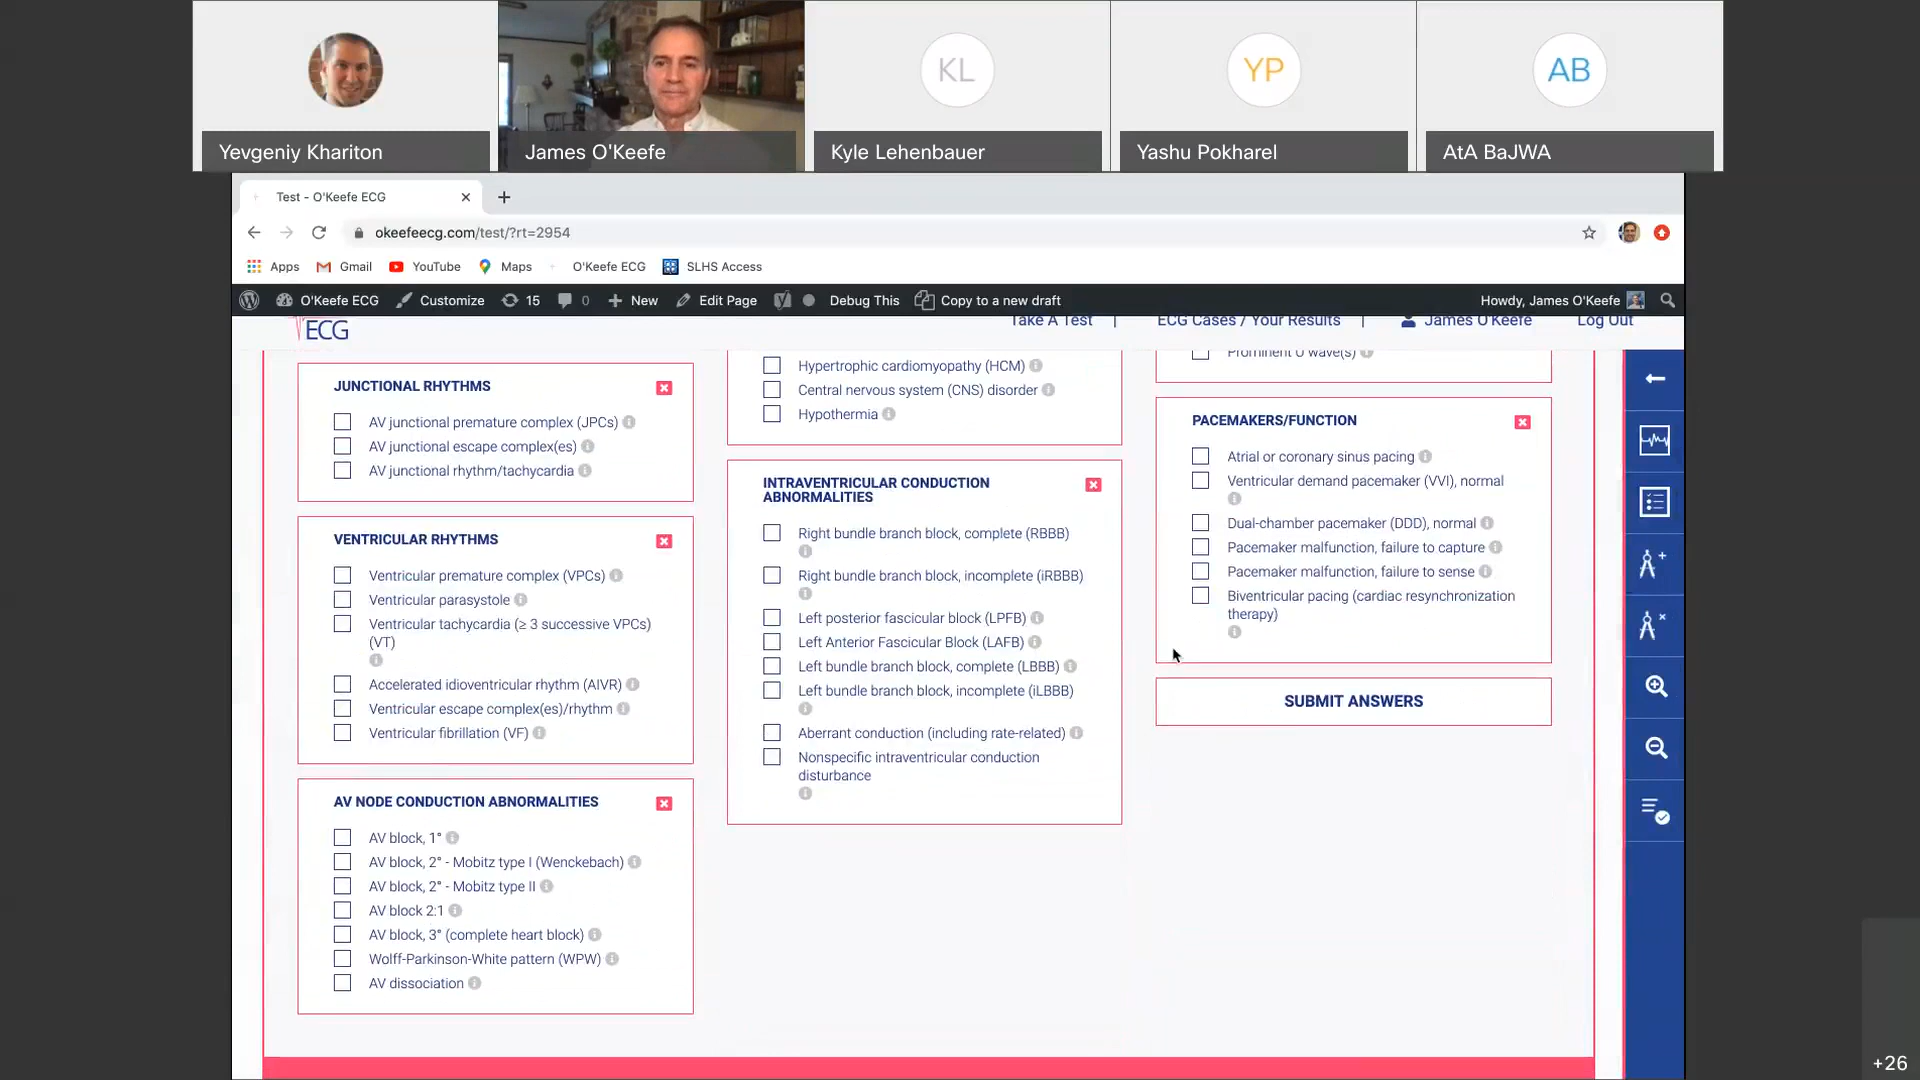 KL
YP
AB
Yevgeniy Khariton
James O'Keefe
Kyle Lehenbauer
Yashu Pokharel
AtA BaJWA
Test - O'Keefe ECG
okeefeecg.com/test/?rt=2954
Apps
Gmail
YouTube
Maps
O'Keefe ECG
SLHS Access
O'Keefe ECG
Customize
15
0
New
Edit Page
Debug This
Copy to a new draft
Howdy, James O'Keefe
ECG
Take A Test |
ECG Cases / Your Results |
James O'Keefe
Log Out
JUNCTIONAL RHYTHMS
AV junctional premature complex (JPCs)
AV junctional escape complex(es)
AV junctional rhythm/tachycardia
VENTRICULAR RHYTHMS
Ventricular premature complex (VPCs)
Ventricular parasystole
Ventricular tachycardia (≥ 3 successive VPCs)
(VT)
Accelerated idioventricular rhythm (AIVR)
Ventricular escape complex(es)/rhythm
Ventricular fibrillation (VF)
AV NODE CONDUCTION ABNORMALITIES
AV block, 1°
AV block, 2° - Mobitz type I (Wenckebach)
AV block, 2° - Mobitz type II
AV block 2:1
AV block, 3° (complete heart block)
Wolff-Parkinson-White pattern (WPW)
AV dissociation
Hypertrophic cardiomyopathy (HCM)
Central nervous system (CNS) disorder
Hypothermia
INTRAVENTRICULAR CONDUCTION
ABNORMALITIES
Right bundle branch block, complete (RBBB)
Right bundle branch block, incomplete (iRBBB)
Left posterior fascicular block (LPFB)
Left Anterior Fascicular Block (LAFB)
Left bundle branch block, complete (LBBB)
Left bundle branch block, incomplete (iLBBB)
Aberrant conduction (including rate-related)
Nonspecific intraventricular conduction
disturbance
Prominent U wave(s)
PACEMAKERS/FUNCTION
Atrial or coronary sinus pacing
Ventricular demand pacemaker (VVI), normal
Dual-chamber pacemaker (DDD), normal
Pacemaker malfunction, failure to capture
Pacemaker malfunction, failure to sense
Biventricular pacing (cardiac resynchronization
therapy)
SUBMIT ANSWERS
+26